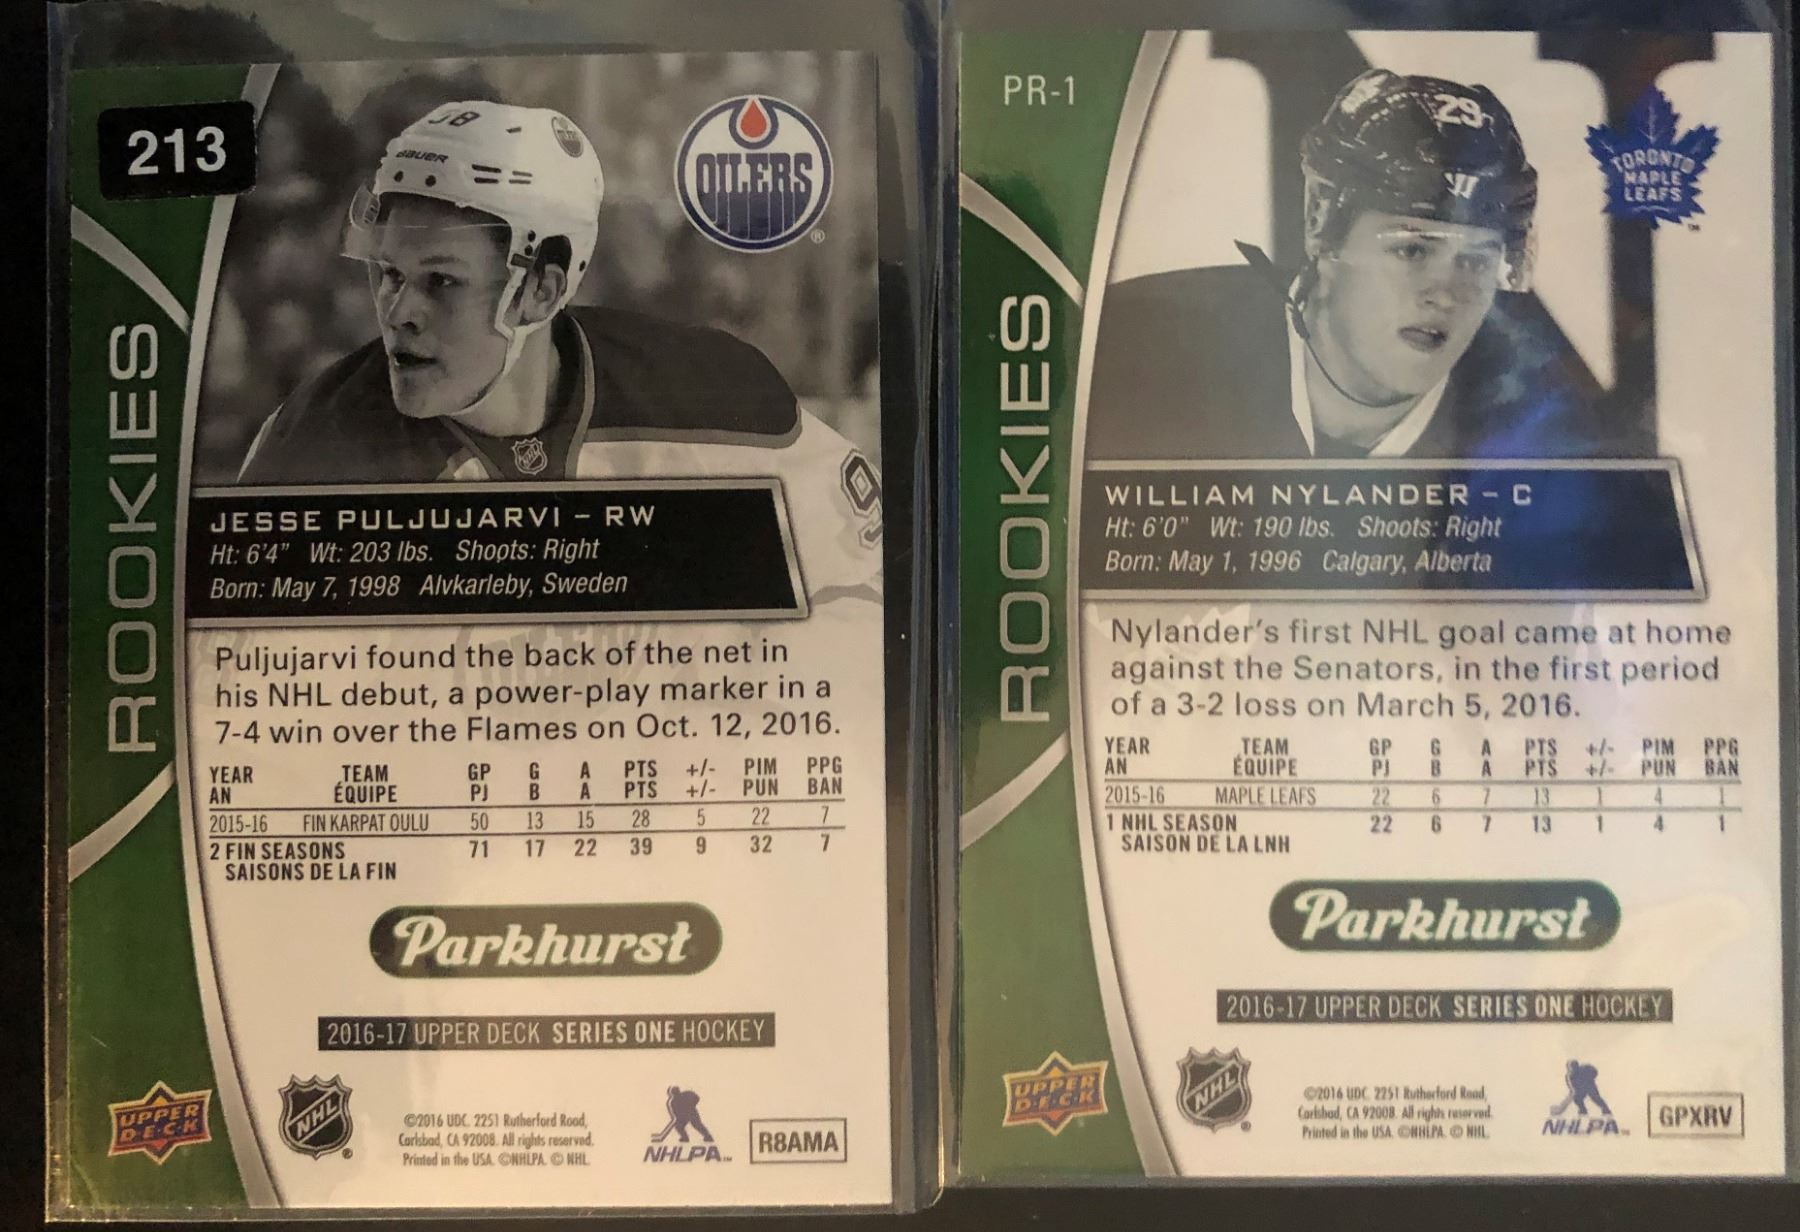 213
98
BAUER
OILERS
®
ROOKIES
NHL
9
JESSE PULJUJARVI – RW
Ht: 6'4" Wt: 203 lbs. Shoots: Right
Born: May 7, 1998 Alvkarleby, Sweden
Puljujarvi found the back of the net in
his NHL debut, a power-play marker in a
7-4 win over the Flames on Oct. 12, 2016.
YEAR TEAM GP G A PTS +/- PIM PPG
AN ÉQUIPE PJ B A PTS +/- PUN BAN
2015-16 FIN KARPAT OULU 50 13 15 28 5 22 7
2 FIN SEASONS 71 17 22 39 9 32 7
SAISONS DE LA FIN
Parkhurst
2016-17 UPPER DECK SERIES ONE HOCKEY
UPPER
D·E·C·K
NHL
®
©2016 UDC. 2251 Rutherford Road,
Carlsbad, CA 92008. All rights reserved.
Printed in the USA. ©NHLPA. © NHL
NHLPA™
R8AMA
PR-1
29
W
TORONTO
MAPLE
LEAFS
™
ROOKIES
WILLIAM NYLANDER – C
Ht: 6'0" Wt: 190 lbs. Shoots: Right
Born: May 1, 1996 Calgary, Alberta
Nylander's first NHL goal came at home
against the Senators, in the first period
of a 3-2 loss on March 5, 2016.
YEAR TEAM GP G A PTS +/- PIM PPG
AN ÉQUIPE PJ B A PTS +/- PUN BAN
2015-16 MAPLE LEAFS 22 6 7 13 1 4 1
1 NHL SEASON 22 6 7 13 1 4 1
SAISON DE LA LNH
Parkhurst
2016-17 UPPER DECK SERIES ONE HOCKEY
UPPER
D·E·C·K
NHL
®
©2016 UDC. 2251 Rutherford Road,
Carlsbad, CA 92008. All rights reserved.
Printed in the USA. ©NHLPA. © NHL
NHLPA™
GPXRV